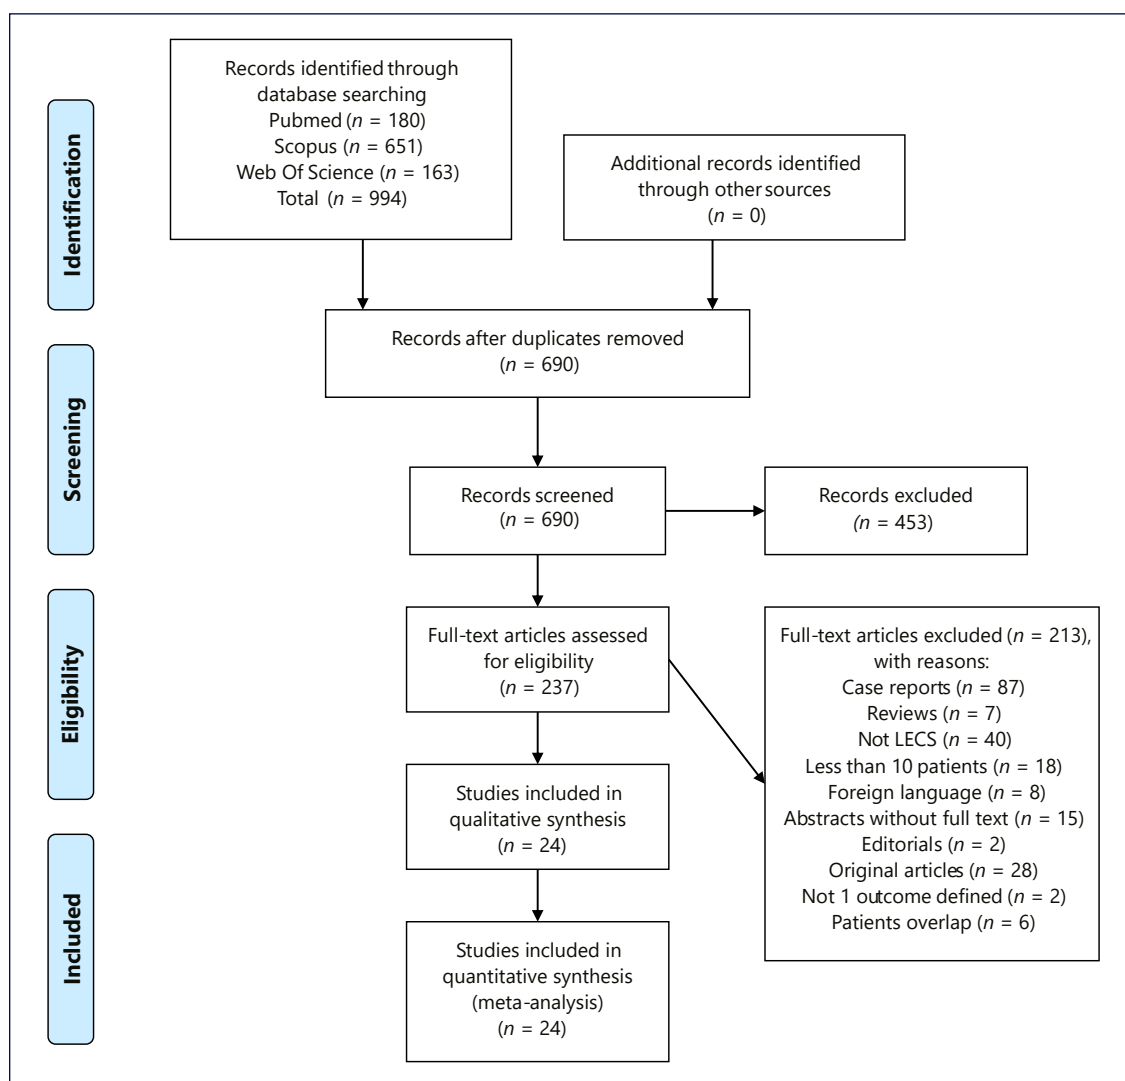 Identification
Records identified through
database searching
Pubmed (n = 180)
Scopus (n = 651)
Web Of Science (n = 163)
Total (n = 994)
Additional records identified
through other sources
(n = 0)
Records after duplicates removed
(n = 690)
Screening
Records screened
(n = 690)
Records excluded
(n = 453)
Eligibility
Full-text articles assessed
for eligibility
(n = 237)
Full-text articles excluded (n = 213),
with reasons:
Case reports (n = 87)
Reviews (n = 7)
Not LECS (n = 40)
Less than 10 patients (n = 18)
Foreign language (n = 8)
Abstracts without full text (n = 15)
Editorials (n = 2)
Original articles (n = 28)
Not 1 outcome defined (n = 2)
Patients overlap (n = 6)
Studies included in
qualitative synthesis
(n = 24)
Included
Studies included in
quantitative synthesis
(meta-analysis)
(n = 24)